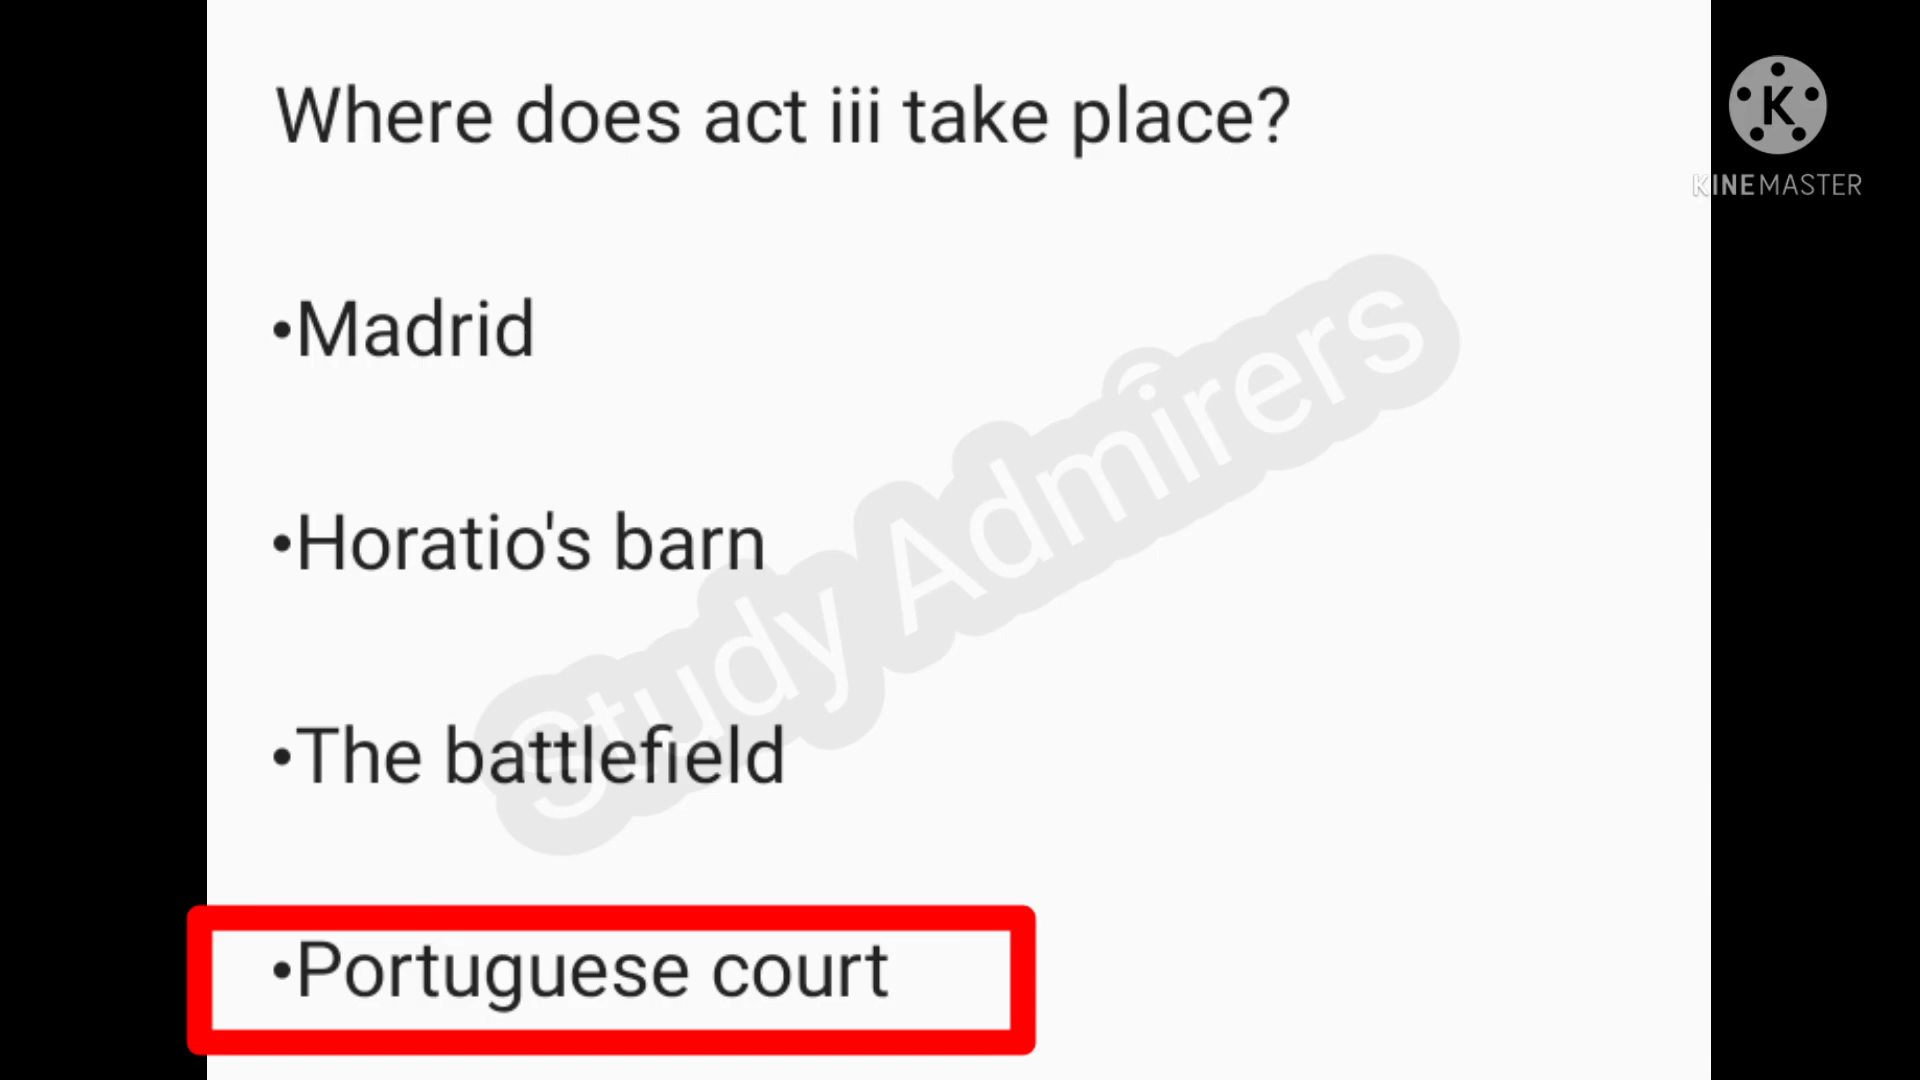 Where does act iii take place?
K
KINEMASTER
•Madrid
•Horatio's barn
•The battlefield
•Portuguese court
Study Admirers